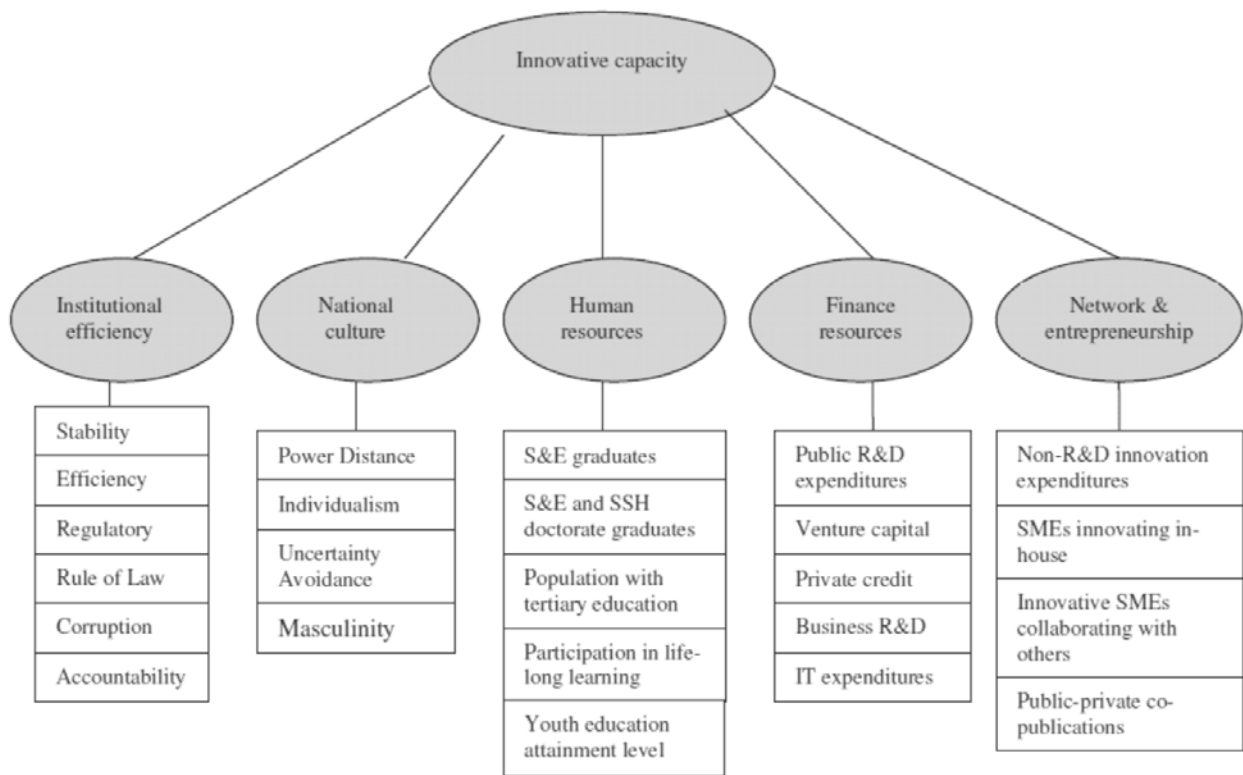 Innovative capacity
Institutional
efficiency
National
culture
Human
resources
Finance
resources
Network &
entrepreneurship
Stability
Efficiency
Regulatory
Rule of Law
Corruption
Accountability
Power Distance
Individualism
Uncertainty
Avoidance
Masculinity
S&E graduates
S&E and SSH
doctorate graduates
Population with
tertiary education
Participation in life-
long learning
Youth education
attainment level
Public R&D
expenditures
Venture capital
Private credit
Business R&D
IT expenditures
Non-R&D innovation
expenditures
SMEs innovating in-
house
Innovative SMEs
collaborating with
others
Public-private co-
publications